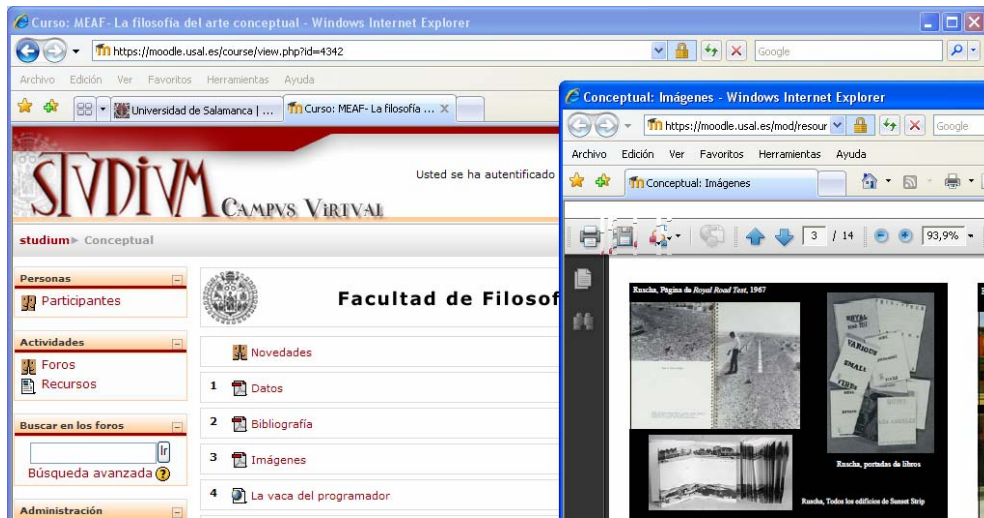 Curso: MEAF- La filosofía del arte conceptual - Windows Internet Explorer
https://moodle.usal.es/course/view.php?id=4342
Google
Archivo Edición Ver Favoritos Herramientas Ayuda
Universidad de Salamanca | ...
Curso: MEAF- La filosofía ...
STVDIVM
CAMPVS VIRTVAL
Usted se ha autentificado
studium ► Conceptual
Personas
Participantes
Actividades
Foros
Recursos
Buscar en los foros
Ir
Búsqueda avanzada ?
Administración
Facultad de Filosof
Novedades
1 Datos
2 Bibliografía
3 Imágenes
4 La vaca del programador
Conceptual: Imágenes - Windows Internet Explorer
https://moodle.usal.es/mod/resour
Google
Archivo Edición Ver Favoritos Herramientas Ayuda
Conceptual: Imágenes
3 / 14 93,9%
Ruscha, Página de Royal Road Test, 1967
ROYAL
ROAD TEST
VARIOUS
SMALL
Ruscha, portadas de libros
Ruscha, Todos los edificios de Sunset Strip